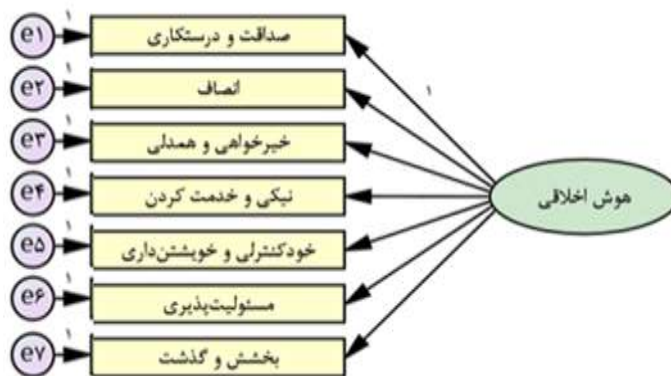 e۱ ۱ صداقت و درستکاری
۱
e۲ ۱ انصاف
e۳ ۱ خیرخواهی و همدلی
e۴ ۱ نیکی و خدمت کردن
هوش اخلاقی
e۵ ۱ خودکنترلی و خویشتن‌داری
e۶ ۱ مسئولیت‌پذیری
e۷ ۱ بخشش و گذشت